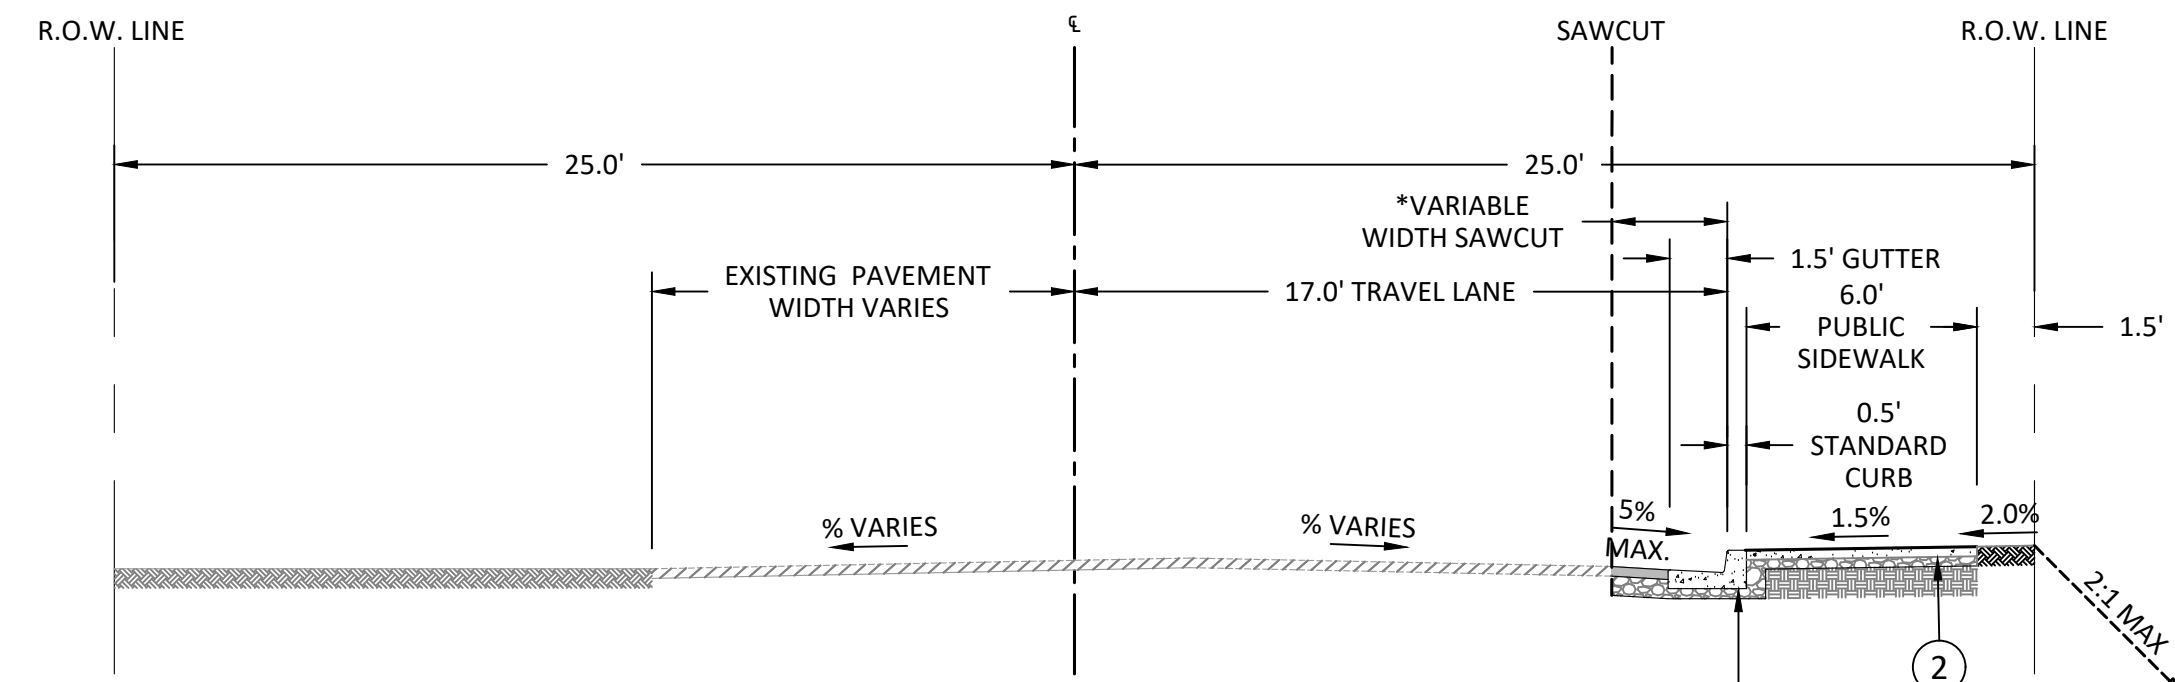 ℄
R.O.W. LINE
SAWCUT
R.O.W. LINE
25.0'
25.0'
*VARIABLE
WIDTH SAWCUT
1.5' GUTTER
EXISTING PAVEMENT
WIDTH VARIES
17.0' TRAVEL LANE
6.0'
PUBLIC
SIDEWALK
1.5'
0.5'
STANDARD
CURB
% VARIES
% VARIES
5%
MAX.
1.5%
2.0%
2:1 MAX
2